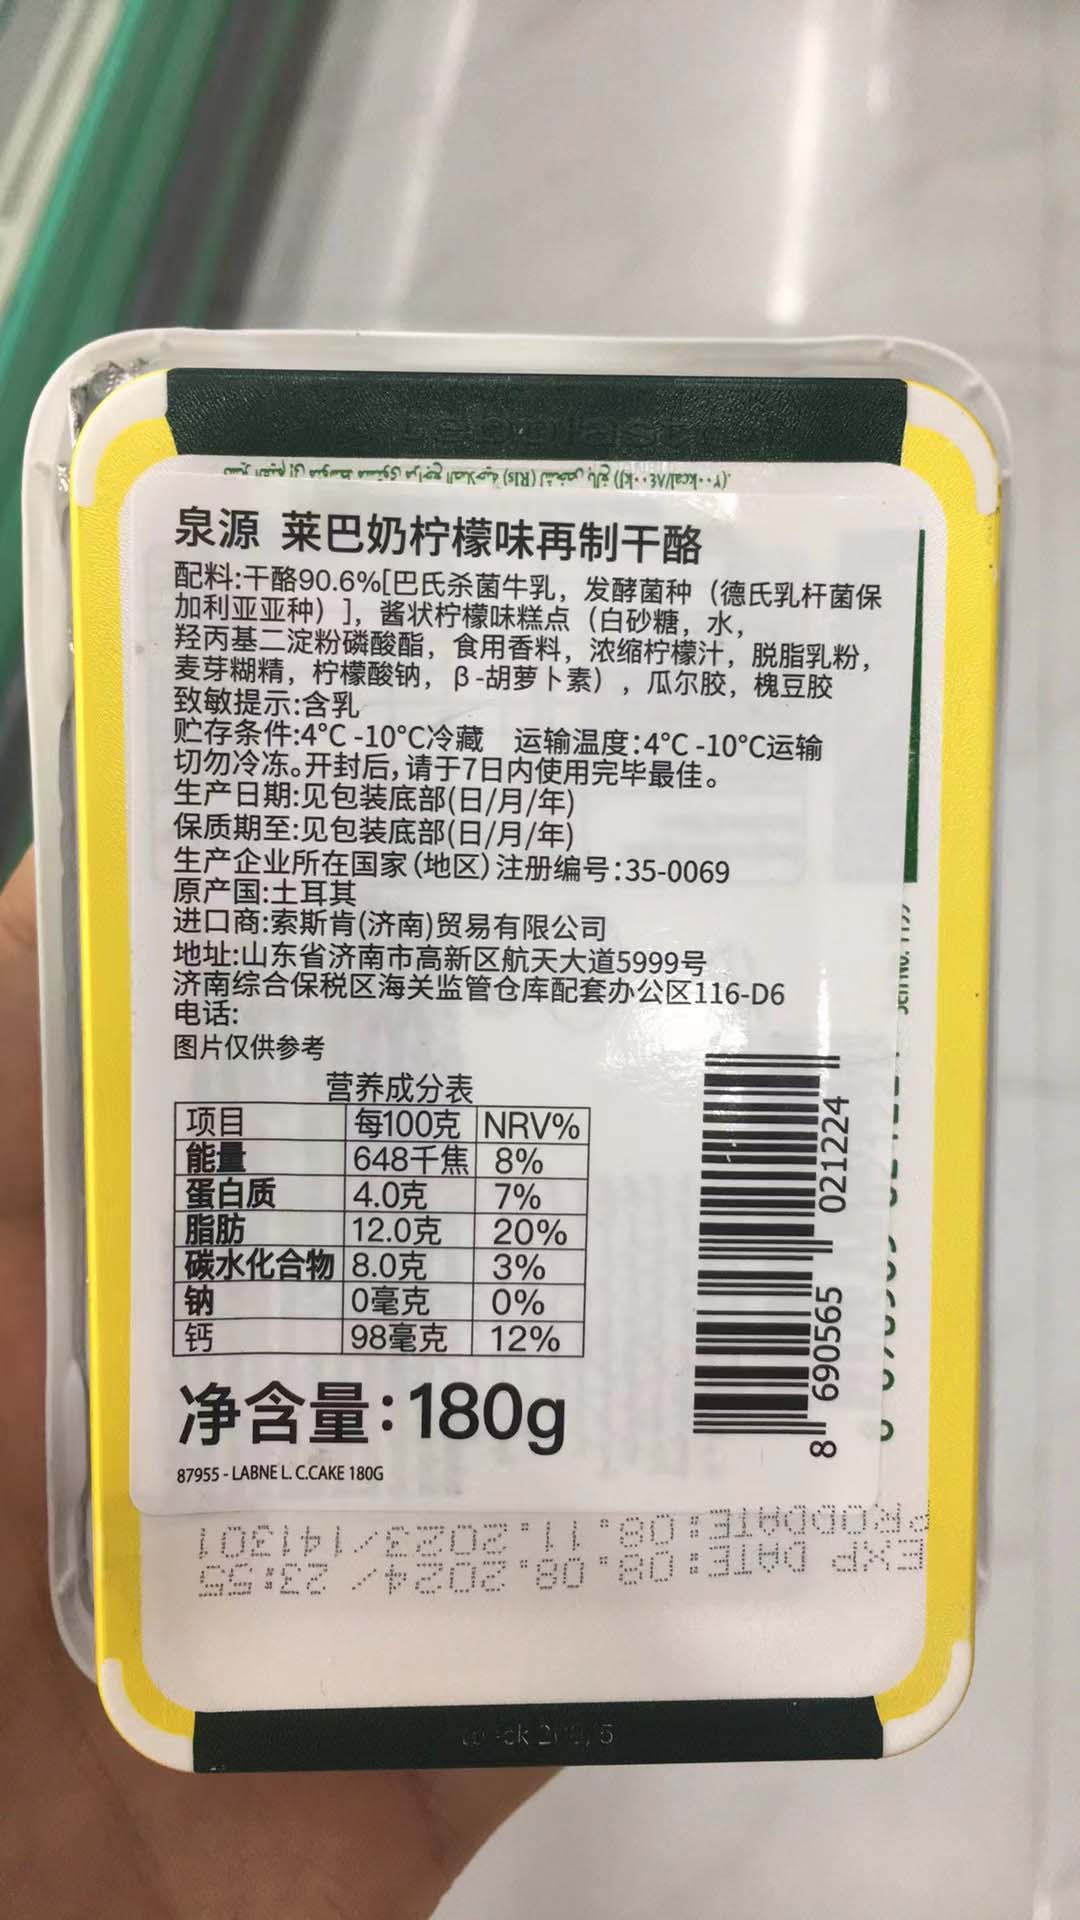 泉源 莱巴奶柠檬味再制干酪
配料:干酪90.6%[巴氏杀菌牛乳，发酵菌种（德氏乳杆菌保
加利亚亚种）]，酱状柠檬味糕点（白砂糖，水，
羟丙基二淀粉磷酸酯，食用香料，浓缩柠檬汁，脱脂乳粉，
麦芽糊精，柠檬酸钠，β-胡萝卜素），瓜尔胶，槐豆胶
致敏提示:含乳
贮存条件:4°C -10°C冷藏 运输温度:4°C -10°C运输
切勿冷冻。开封后，请于7日内使用完毕最佳。
生产日期:见包装底部(日/月/年)
保质期至:见包装底部(日/月/年)
生产企业所在国家(地区)注册编号:35-0069
原产国:土耳其
进口商:索斯肯(济南)贸易有限公司
地址:山东省济南市高新区航天大道5999号
济南综合保税区海关监管仓库配套办公区116-D6
电话:
图片仅供参考
营养成分表
项目 每100克 NRV%
能量 648千焦 8%
蛋白质 4.0克 7%
脂肪 12.0克 20%
碳水化合物 8.0克 3%
钠 0毫克 0%
钙 98毫克 12%
净含量:180g
87955 - LABNE L. C.CAKE 180G
8 690565 021224
EXP DATE:08.08.2024/ 23:55
PRODDATE:08.11.2023/141301